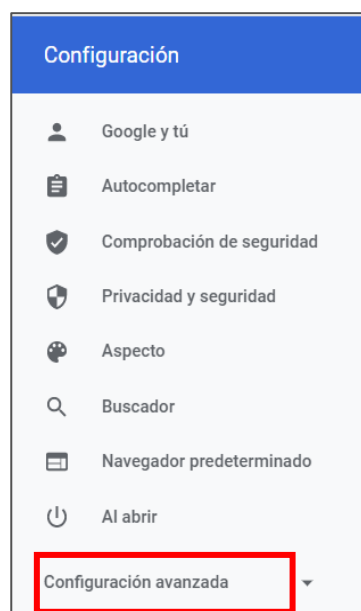 Configuración
Google y tú
Autocompletar
Comprobación de seguridad
Privacidad y seguridad
Aspecto
Buscador
Navegador predeterminado
Al abrir
Configuración avanzada